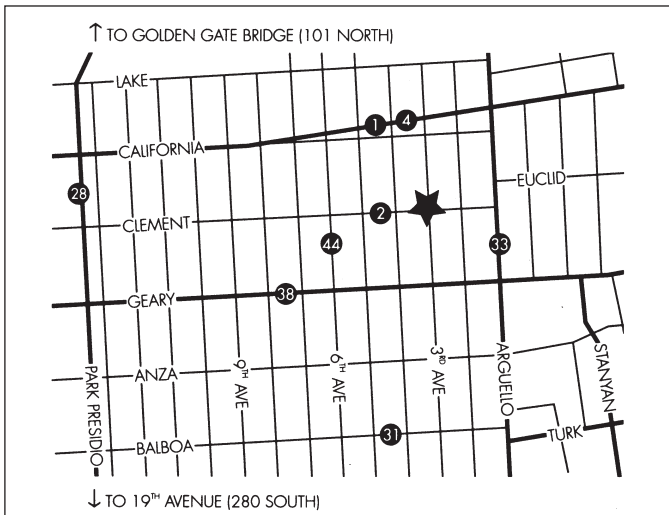 ↑ TO GOLDEN GATE BRIDGE (101 NORTH)
LAKE
1
4
CALIFORNIA
28
EUCLID
2
CLEMENT
44
33
38
GEARY
PARK PRESIDIO
ANZA
9TH AVE
6TH AVE
3RD AVE
ARGUELLO
STANYAN
31
TURK
BALBOA
↓ TO 19TH AVENUE (280 SOUTH)